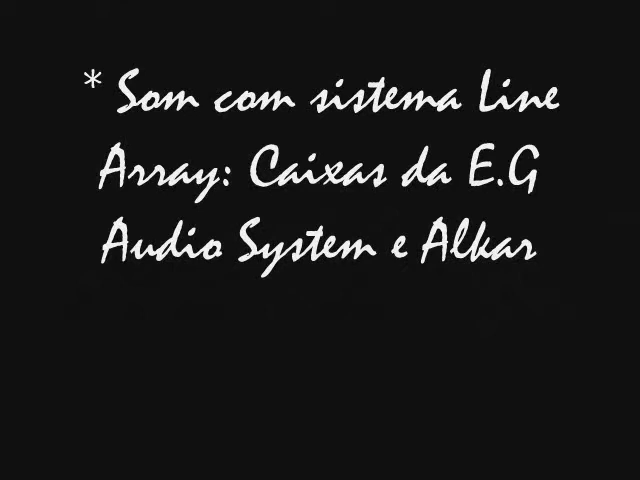 * Som com sistema Line
Array: Caixas da E.G
Audio System e Alkar